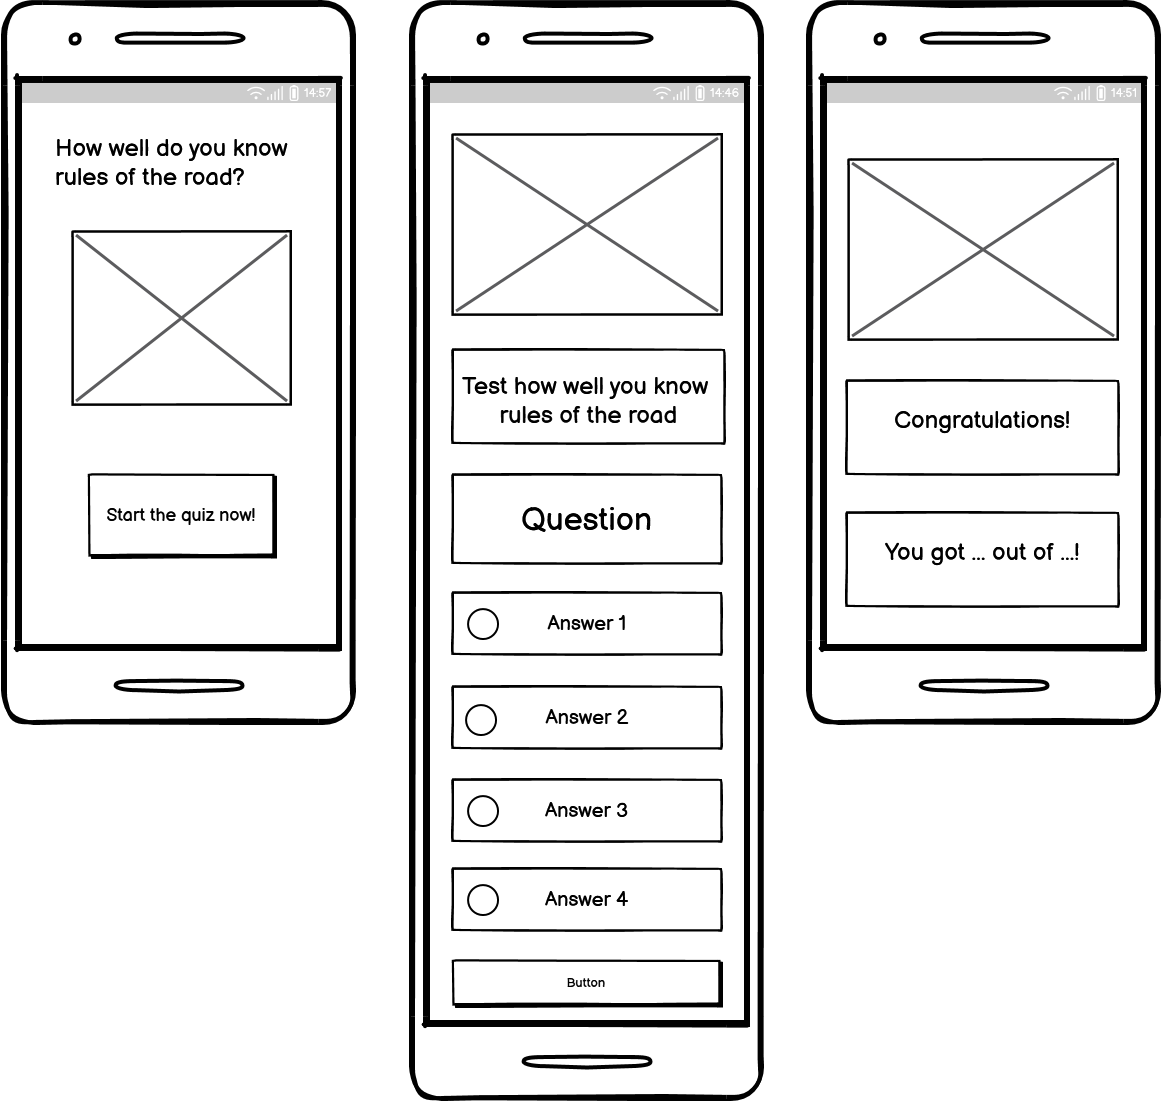 14:57
How well do you know
rules of the road?
Start the quiz now!
14:46
Test how well you know
rules of the road
Question
Answer 1
Answer 2
Answer 3
Answer 4
Button
14:51
Congratulations!
You got ... out of ...!